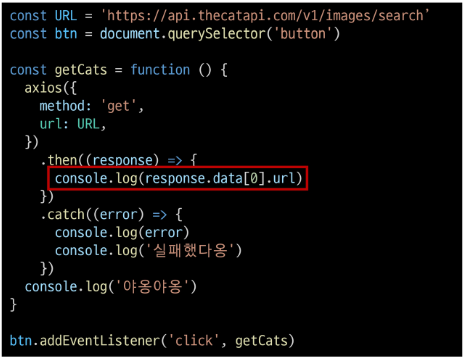 const URL = 'https://api.thecatapi.com/v1/images/search’
const btn = document.querySelector('button')
const getCats = function () {
axios({
method: 'get',
url: URL,
})
.then((response) => {
console.log(response.data[0].url)
})
.catch((error) => {
console.log(error)
console.log('실패했다옹')
})
console.log('야옹야옹')
}
btn.addEventListener('click', getCats)